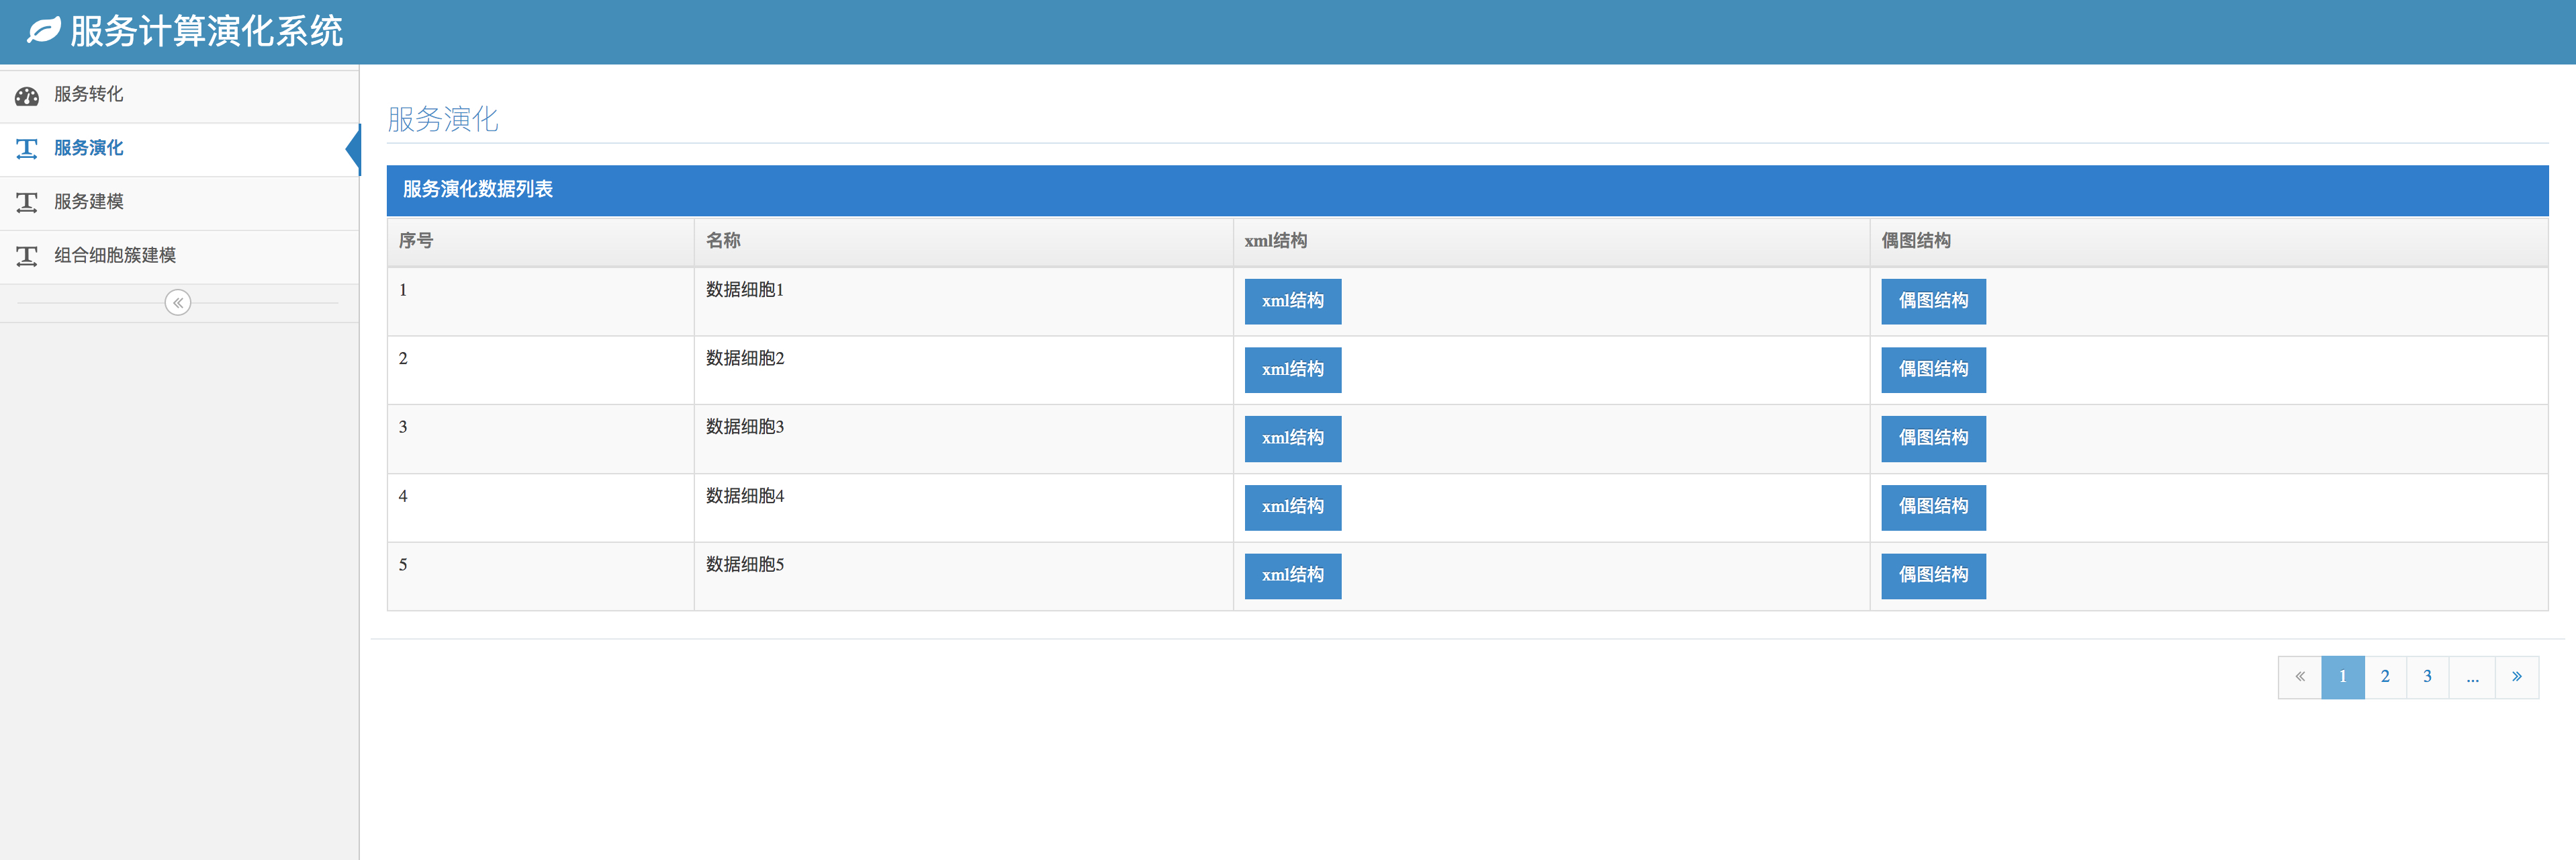 服务计算演化系统
服务转化
服务演化
服务建模
组合细胞簇建模
服务演化
服务演化数据列表
序号 名称 xml结构 偶图结构
1 数据细胞1 xml结构 偶图结构
2 数据细胞2 xml结构 偶图结构
3 数据细胞3 xml结构 偶图结构
4 数据细胞4 xml结构 偶图结构
5 数据细胞5 xml结构 偶图结构
« 1 2 3 ... »